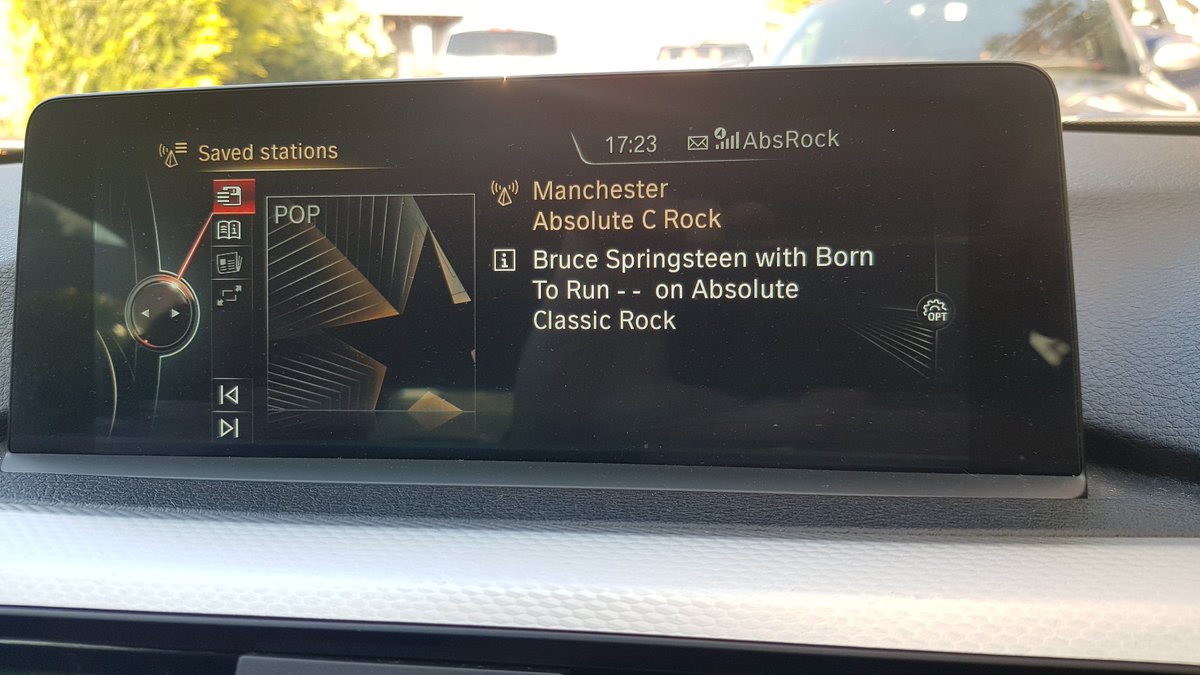 Saved stations
17:23 AbsRock
POP
Manchester
Absolute C Rock
Bruce Springsteen with Born
To Run - - on Absolute
Classic Rock
OPT